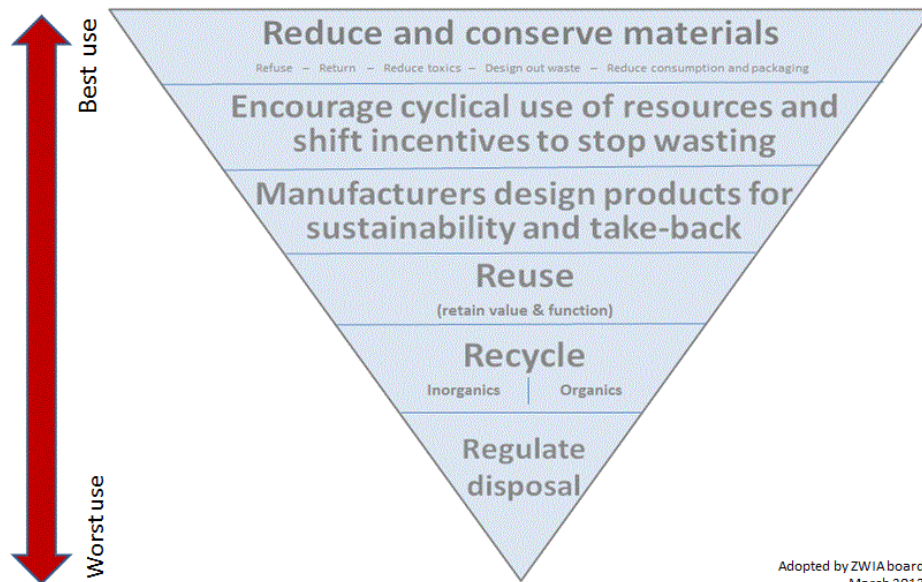 Best use
Reduce and conserve materials
Refuse – Return – Reduce toxics – Design out waste – Reduce consumption and packaging
Encourage cyclical use of resources and
shift incentives to stop wasting
Manufacturers design products for
sustainability and take-back
Reuse
(retain value & function)
Recycle
Inorganics
Organics
Regulate
disposal
Worst use
Adopted by ZWIA board
March 2013